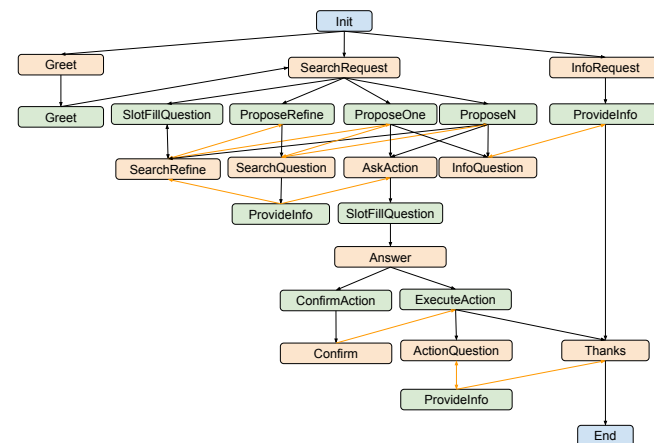 Init
Greet
SearchRequest
InfoRequest
Greet
SlotFillQuestion
ProposeRefine
ProposeOne
ProposeN
ProvideInfo
SearchRefine
SearchQuestion
AskAction
InfoQuestion
ProvideInfo
SlotFillQuestion
Answer
ConfirmAction
ExecuteAction
Confirm
ActionQuestion
Thanks
ProvideInfo
End